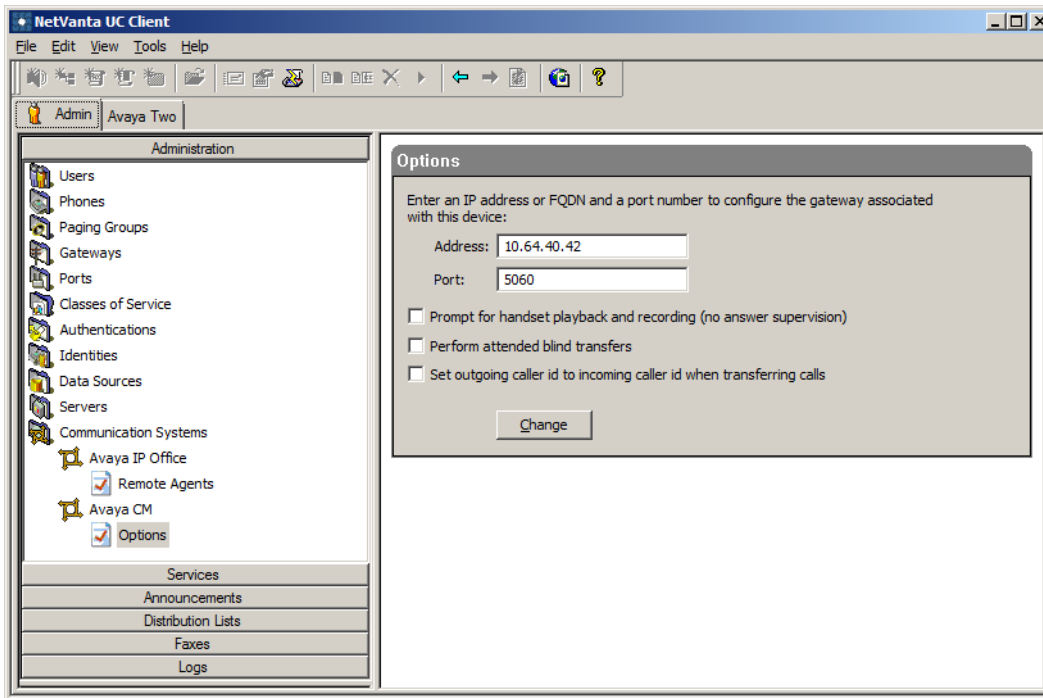 NetVanta UC Client
File Edit View Tools Help
Admin
Avaya Two
Administration
Users
Phones
Paging Groups
Gateways
Ports
Classes of Service
Authentications
Identities
Data Sources
Servers
Communication Systems
Avaya IP Office
Remote Agents
Avaya CM
Options
Services
Announcements
Distribution Lists
Faxes
Logs
Options
Enter an IP address or FQDN and a port number to configure the gateway associated
with this device:
Address: 10.64.40.42
Port: 5060
Prompt for handset playback and recording (no answer supervision)
Perform attended blind transfers
Set outgoing caller id to incoming caller id when transferring calls
Change